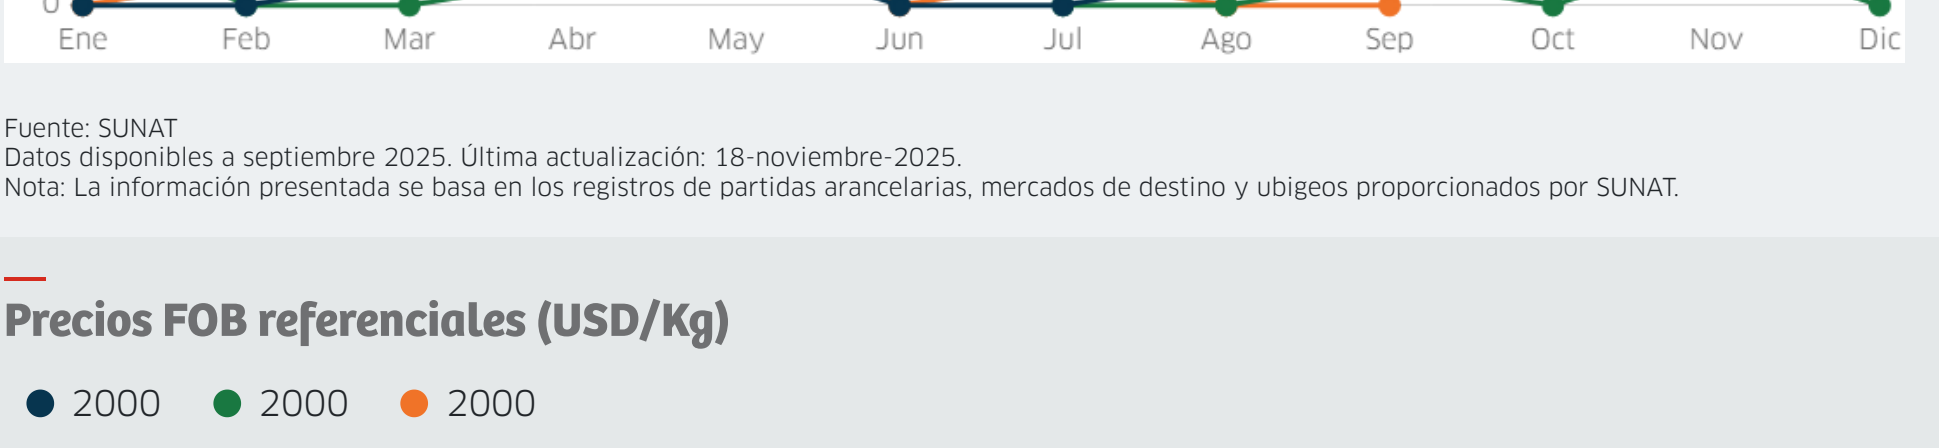 0
Ene Feb Mar Abr May Jun Jul Ago Sep Oct Nov Dic
Fuente: SUNAT
Datos disponibles a septiembre 2025. Última actualización: 18-noviembre-2025.
Nota: La información presentada se basa en los registros de partidas arancelarias, mercados de destino y ubigeos proporcionados por SUNAT.
Precios FOB referenciales (USD/Kg)
2000 2000 2000